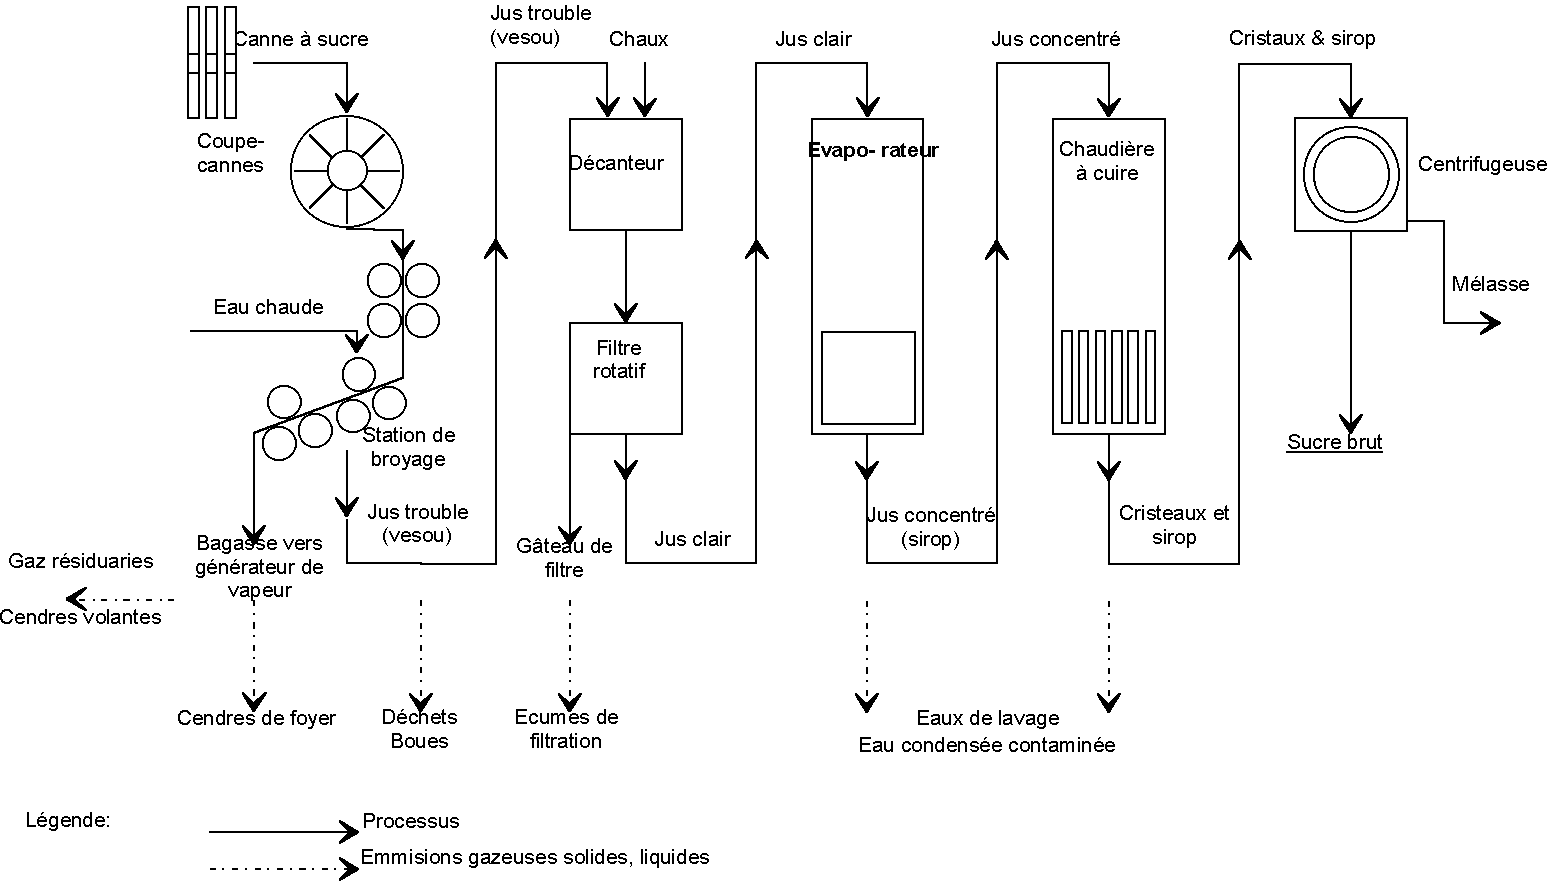 Jus trouble
(vesou)
Canne à sucre
Chaux
Jus clair
Jus concentré
Cristaux & sirop
Coupe-
cannes
Décanteur
Evapo- rateur
Chaudière
à cuire
Centrifugeuse
Eau chaude
Mélasse
Filtre
rotatif
Station de
broyage
Sucre brut
Jus trouble
(vesou)
Jus concentré
(sirop)
Cristeaux et
sirop
Bagasse vers
générateur de
vapeur
Gâteau de
filtre
Jus clair
Gaz résiduaries
Cendres volantes
Cendres de foyer
Déchets
Boues
Ecumes de
filtration
Eaux de lavage
Eau condensée contaminée
Légende:
Processus
Emmisions gazeuses solides, liquides